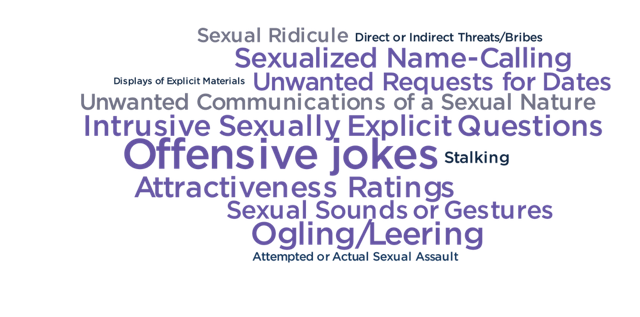 Sexual Ridicule Direct or Indirect Threats/Bribes
Sexualized Name-Calling
Displays of Explicit Materials Unwanted Requests for Dates
Unwanted Communications of a Sexual Nature
Intrusive Sexually Explicit Questions
Offensive jokes Stalking
Attractiveness Ratings
Sexual Sounds or Gestures
Ogling/Leering
Attempted or Actual Sexual Assault